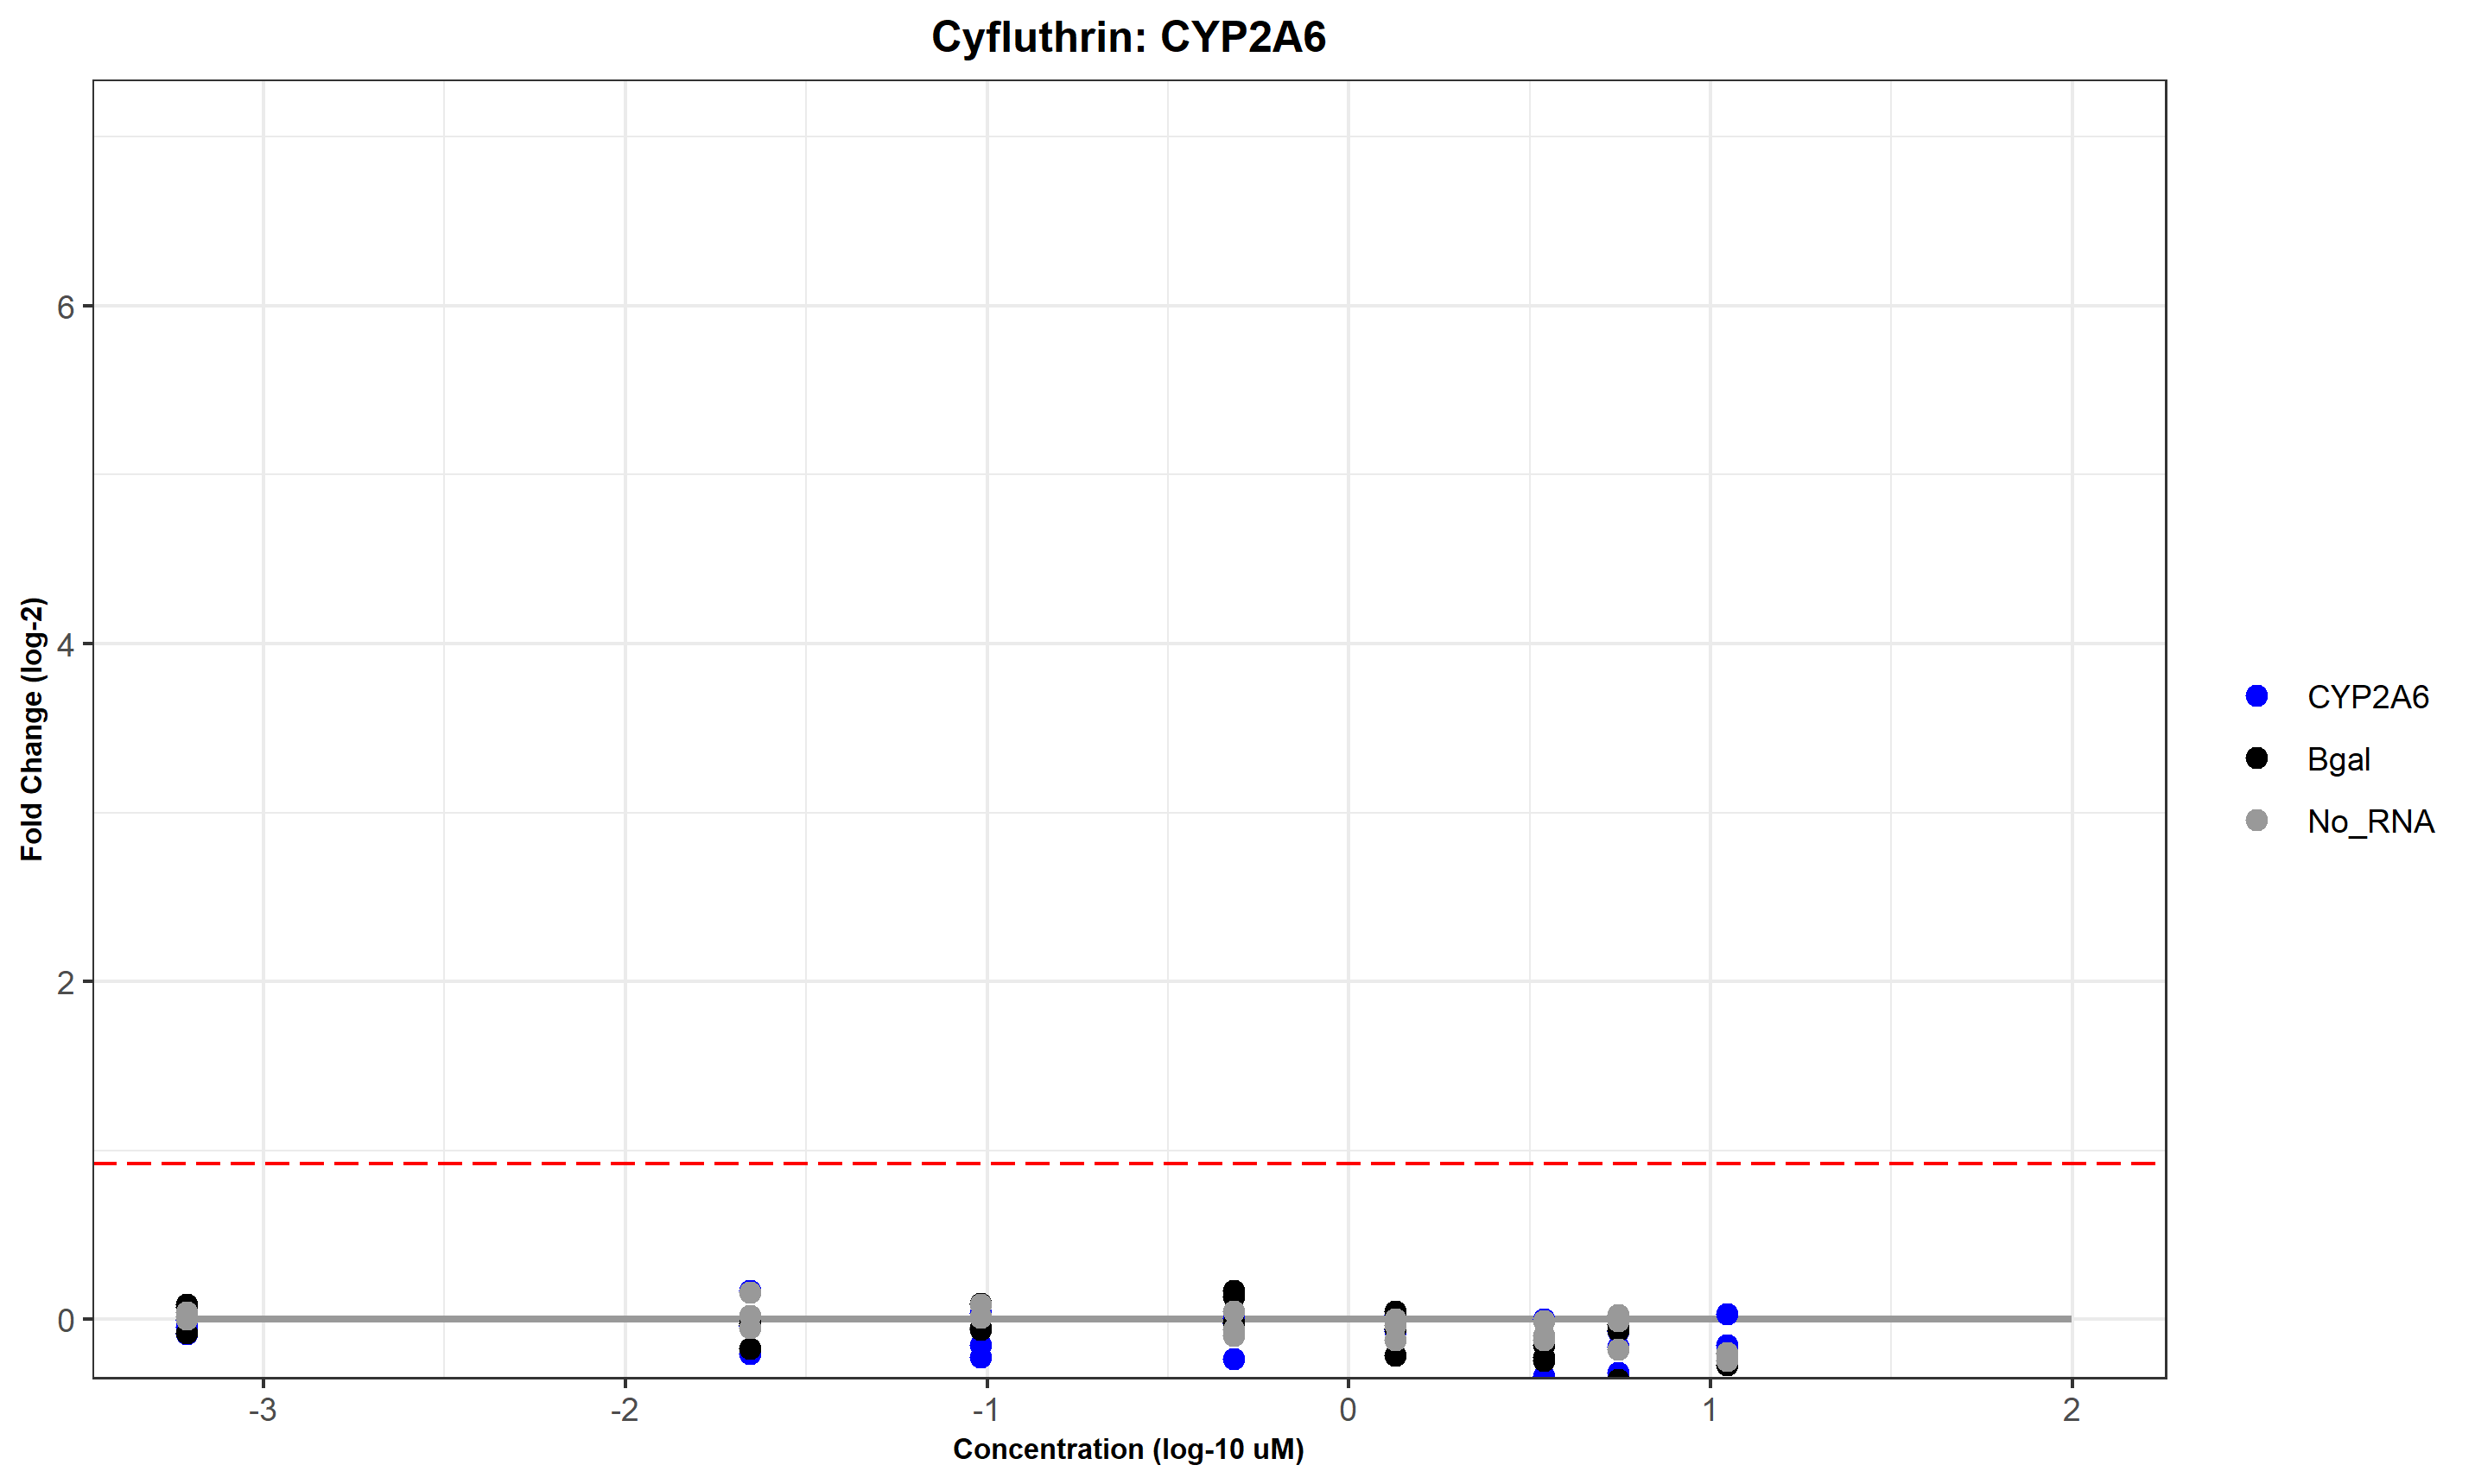 Cyfluthrin: CYP2A6
Fold Change (log-2)
6
4
2
0
-3
-2
-1
0
1
2
Concentration (log-10 uM)
CYP2A6
Bgal
No_RNA